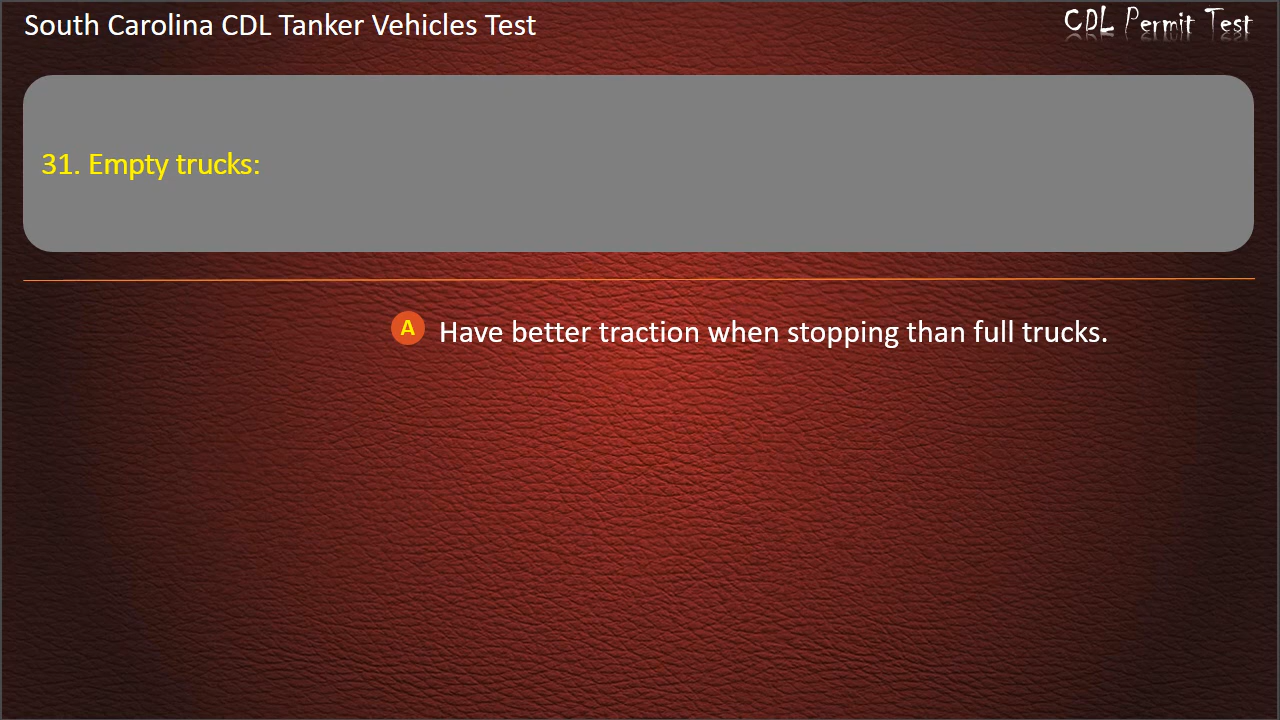 South Carolina CDL Tanker Vehicles Test
CDL Permit Test
31. Empty trucks:
A Have better traction when stopping than full trucks.